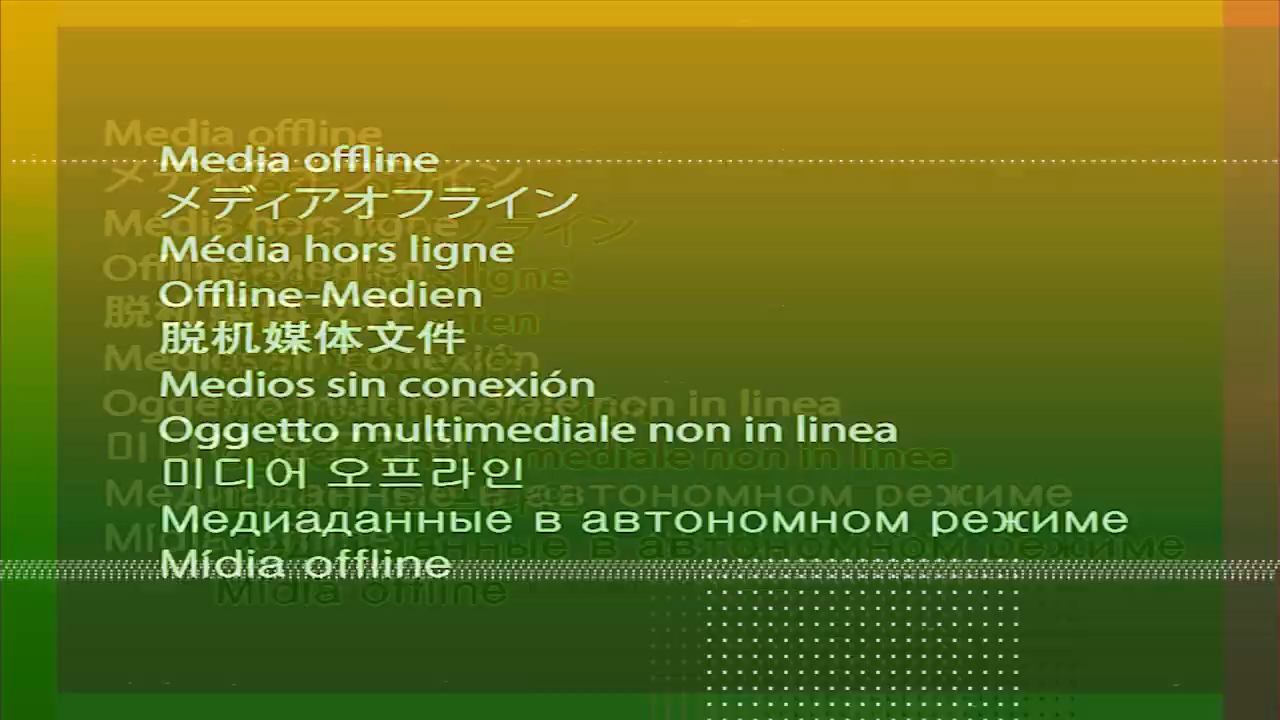 Media offline
メディアオフライン
Média hors ligne
Offline-Medien
脱机媒体文件
Medios sin conexión
Oggetto multimediale non in linea
미디어 오프라인
Медиаданные в автономном режиме
Mídia offline